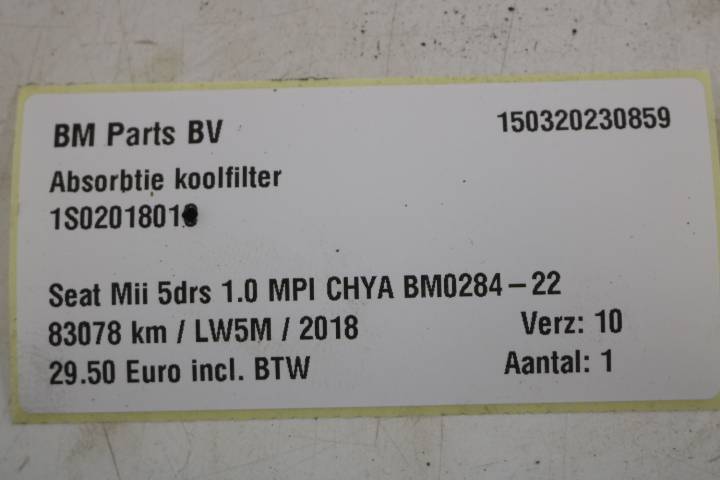 BM Parts BV 150320230859
Absorbtie koolfilter
Seat Mii 5drs 1.0 MPI CHYA BM0284-22
83078 km / LW5M / 2018 Verz: 10
29.50 Euro incl. BTW Aantal: 1